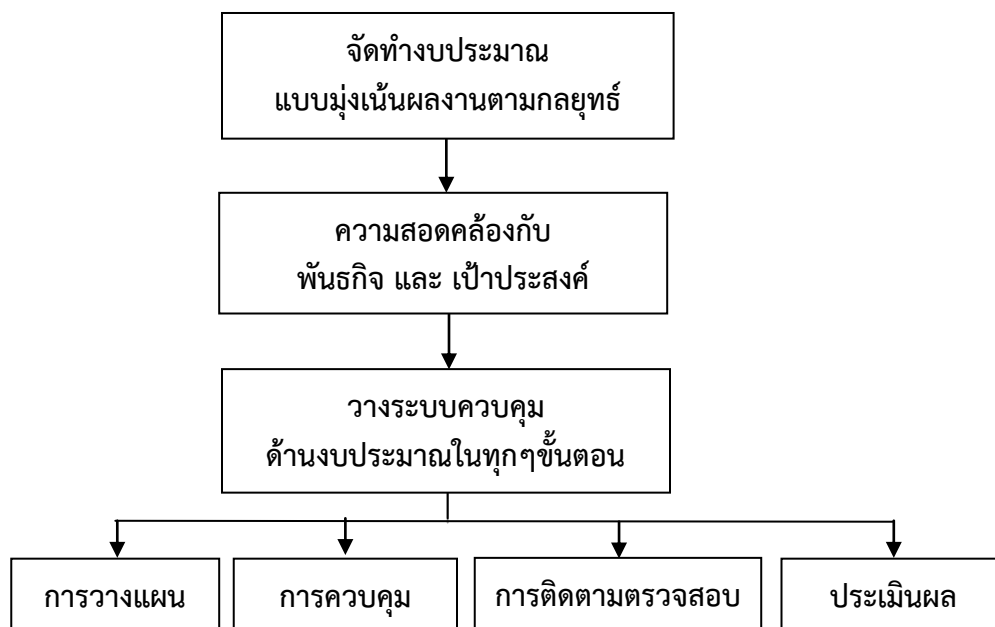 จัดทำงบประมาณ
แบบมุ่งเน้นผลงานตามกลยุทธ์
ความสอดคล้องกับ
พันธกิจ และ เป้าประสงค์
วางระบบควบคุม
ด้านงบประมาณในทุกๆขั้นตอน
การวางแผน
การควบคุม
การติดตามตรวจสอบ
ประเมินผล